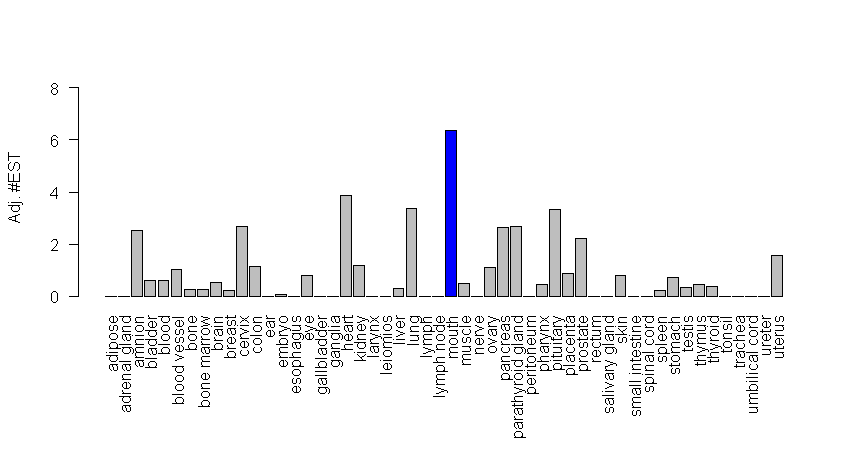 Adj. #EST
8
6
4
2
0
adipose
adrenal gland
amnion
bladder
blood
blood vessel
bone
bone marrow
brain
breast
cervix
colon
ear
embryo
esophagus
eye
gallbladder
ganglia
heart
kidney
larynx
leiomios
liver
lung
lymph
lymph node
mouth
muscle
nerve
ovary
pancreas
parathyroid gland
peritoneum
pharynx
pituitary
placenta
prostate
rectum
salivary gland
skin
small intestine
spinal cord
spleen
stomach
testis
thymus
thyroid
tonsil
trachea
umbilical cord
ureter
uterus